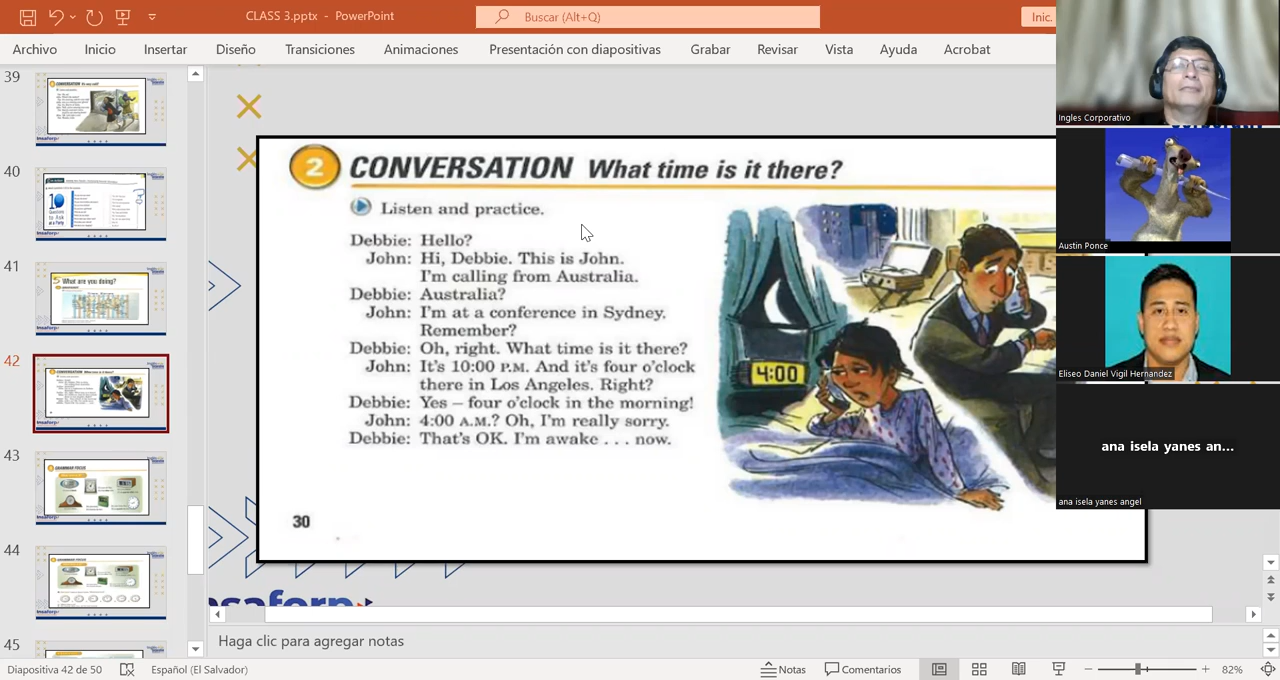 CLASS 3.pptx - PowerPoint
Buscar (Alt+Q)
Inic.
Archivo Inicio Insertar Diseño Transiciones Animaciones Presentación con diapositivas Grabar Revisar Vista Ayuda Acrobat
39
40
41
What are you doing?
42
43
44
45
2 CONVERSATION What time is it there?
Listen and practice.
Debbie: Hello?
John: Hi, Debbie. This is John.
I'm calling from Australia.
Debbie: Australia?
John: I'm at a conference in Sydney.
Remember?
Debbie: Oh, right. What time is it there?
John: It's 10:00 P.M. And it's four o'clock
there in Los Angeles. Right?
Debbie: Yes – four o'clock in the morning!
John: 4:00 A.M.? Oh, I'm really sorry.
Debbie: That's OK. I'm awake . . . now.
4:00
30
Ingles Corporativo
Austin Ponce
Eliseo Daniel Vigil Hernandez
ana isela yanes an...
ana isela yanes angel
Haga clic para agregar notas
Diapositiva 42 de 50 Español (El Salvador) Notas Comentarios 82%